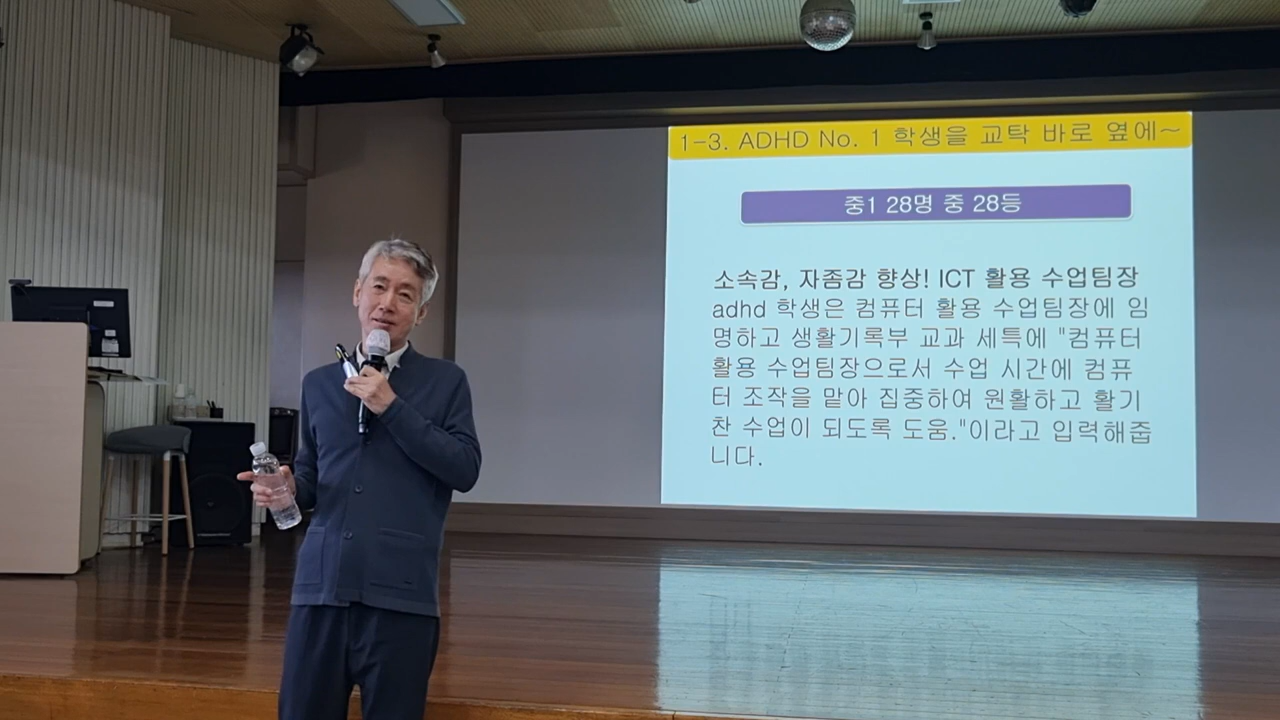 1-3. ADHD No. 1 학생을 교탁 바로 옆에~
중1 28명 중 28등
소속감, 자좀감 향상! ICT 활용 수업팀장
adhd 학생은 컴퓨터 활용 수업팀장에 임
명하고 생활기록부 교과 세특에 "컴퓨터
활용 수업팀장으로서 수업 시간에 컴퓨
터 조작을 맡아 집중하여 원활하고 활기
찬 수업이 되도록 도움."이라고 입력해줍
니다.